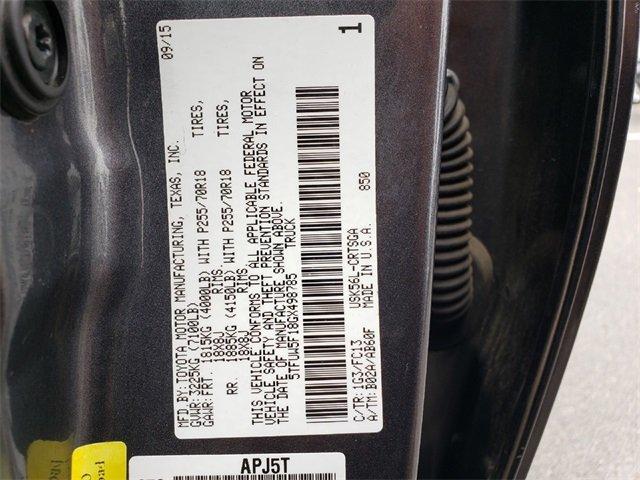 MFD BY: TOYOTA MOTOR MANUFACTURING, TEXAS, INC. 09/15
GVWR: 3225KG (7100LB)
GAWR: FRT. 1815KG (4000LB) WITH P255/70R18 TIRES,
18X8J RIMS,
RR. 1885KG (4150LB) WITH P255/70R18 TIRES,
18X8J RIMS.
THIS VEHICLE CONFORMS TO ALL APPLICABLE FEDERAL MOTOR
VEHICLE SAFETY AND THEFT PREVENTION STANDARDS IN EFFECT ON
THE DATE OF MANUFACTURE SHOWN ABOVE.
5TFUW5F18GX498785 TRUCK
C/TR: 1G3/FC13 USK56L-CRTSGA 850
A/TM: B02A/AB60F MADE IN U.S.A.
1
APJ5T